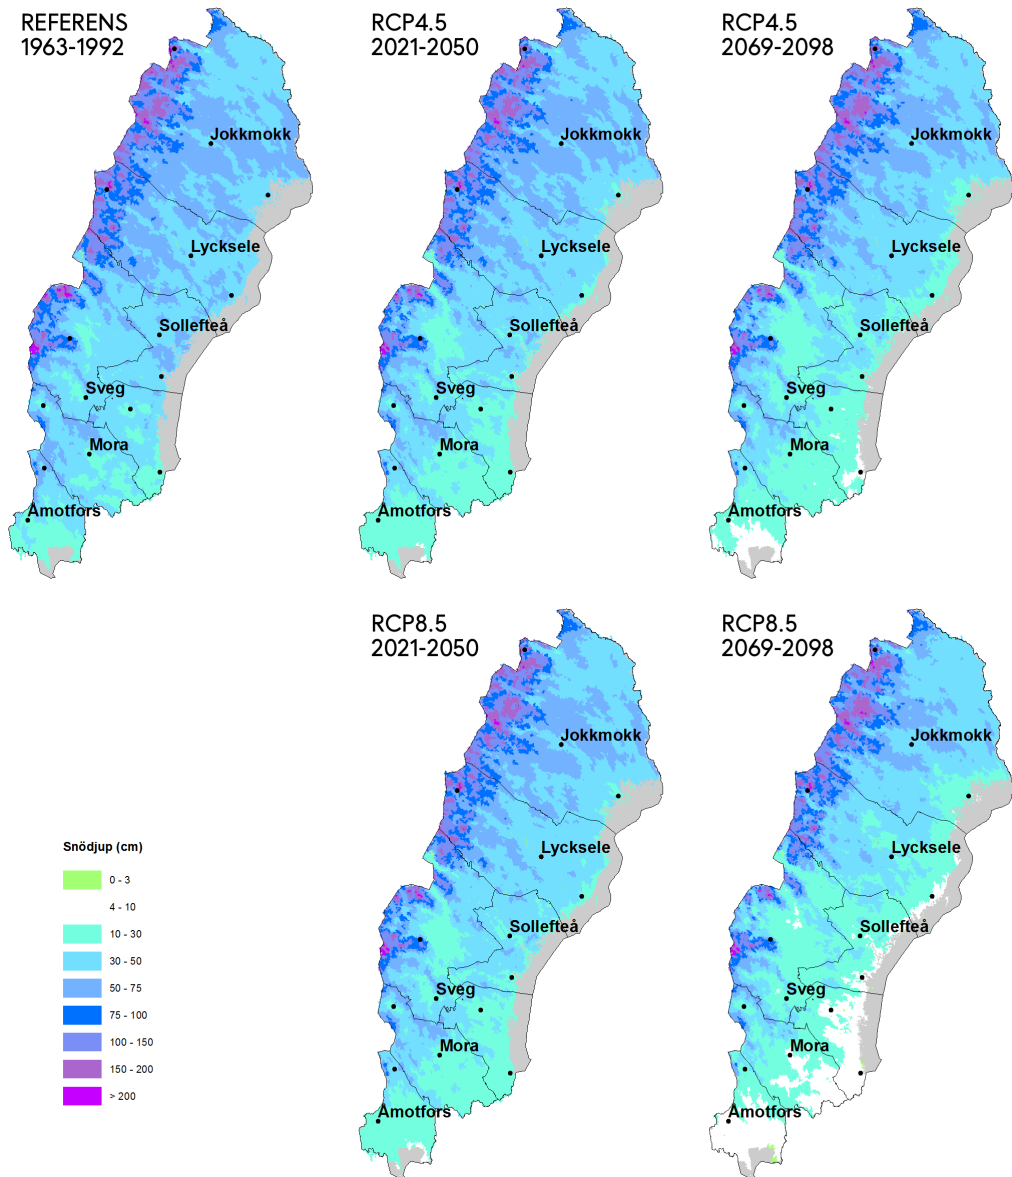 REFERENS
1963-1992
Jokkmokk
Lycksele
Sollefteå
Sveg
Mora
Åmotfors
RCP4.5
2021-2050
Jokkmokk
Lycksele
Sollefteå
Sveg
Mora
Åmotfors
RCP4.5
2069-2098
Jokkmokk
Lycksele
Sollefteå
Sveg
Mora
Åmotfors
RCP8.5
2021-2050
Jokkmokk
Lycksele
Sollefteå
Sveg
Mora
Åmotfors
RCP8.5
2069-2098
Jokkmokk
Lycksele
Sollefteå
Sveg
Mora
Åmotfors
Snödjup (cm)
0 - 3
4 - 10
10 - 30
30 - 50
50 - 75
75 - 100
100 - 150
150 - 200
> 200